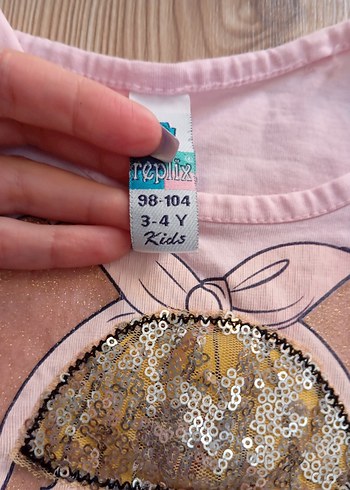 replix
98-104
3-4 Y
Kids